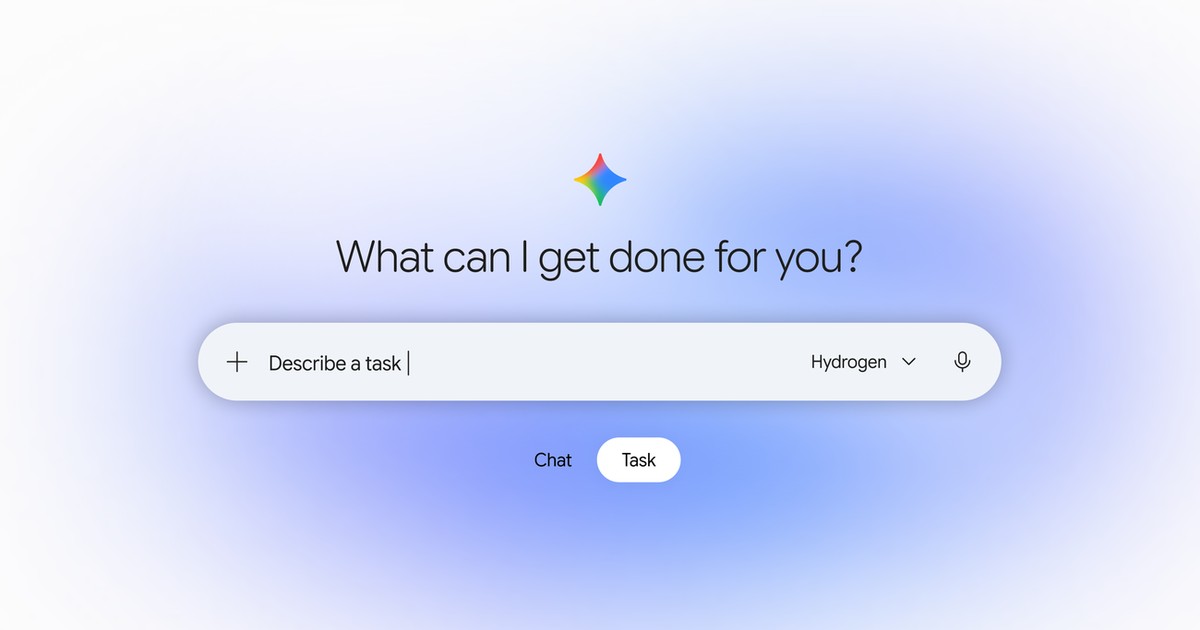 What can I get done for you?
Describe a task
Hydrogen
Chat
Task